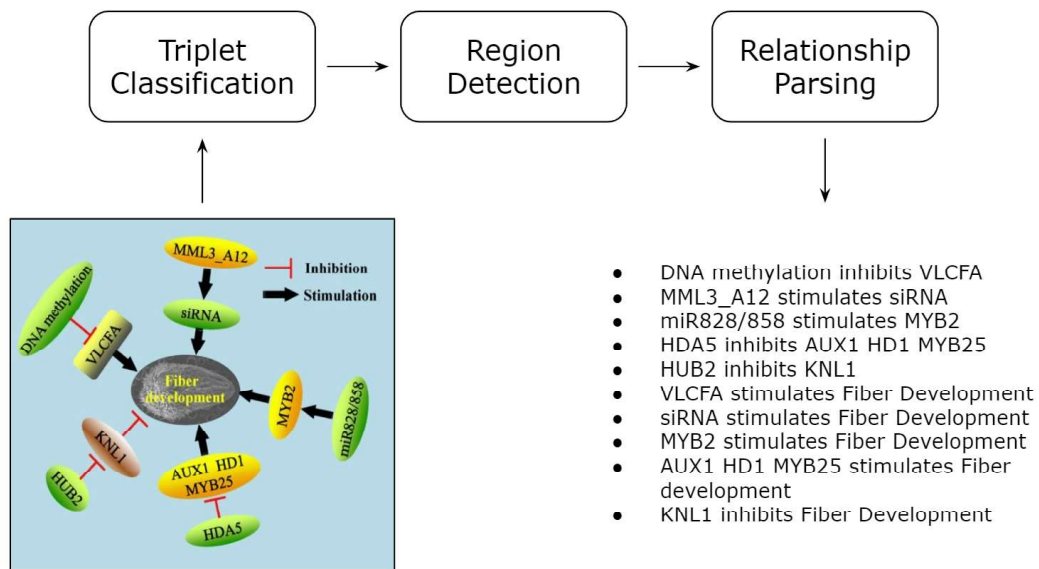 Triplet
Classification
Region
Detection
Relationship
Parsing
MML3_A12
Inhibition
Stimulation
siRNA
DNA methylation
VLCFA
Fiber
development
MYB2
miR828/858
KNL1
HUB2
AUX1 HD1
MYB25
HDA5
• DNA methylation inhibits VLCFA
• MML3_A12 stimulates siRNA
• miR828/858 stimulates MYB2
• HDA5 inhibits AUX1 HD1 MYB25
• HUB2 inhibits KNL1
• VLCFA stimulates Fiber Development
• siRNA stimulates Fiber Development
• MYB2 stimulates Fiber Development
• AUX1 HD1 MYB25 stimulates Fiber
development
• KNL1 inhibits Fiber Development